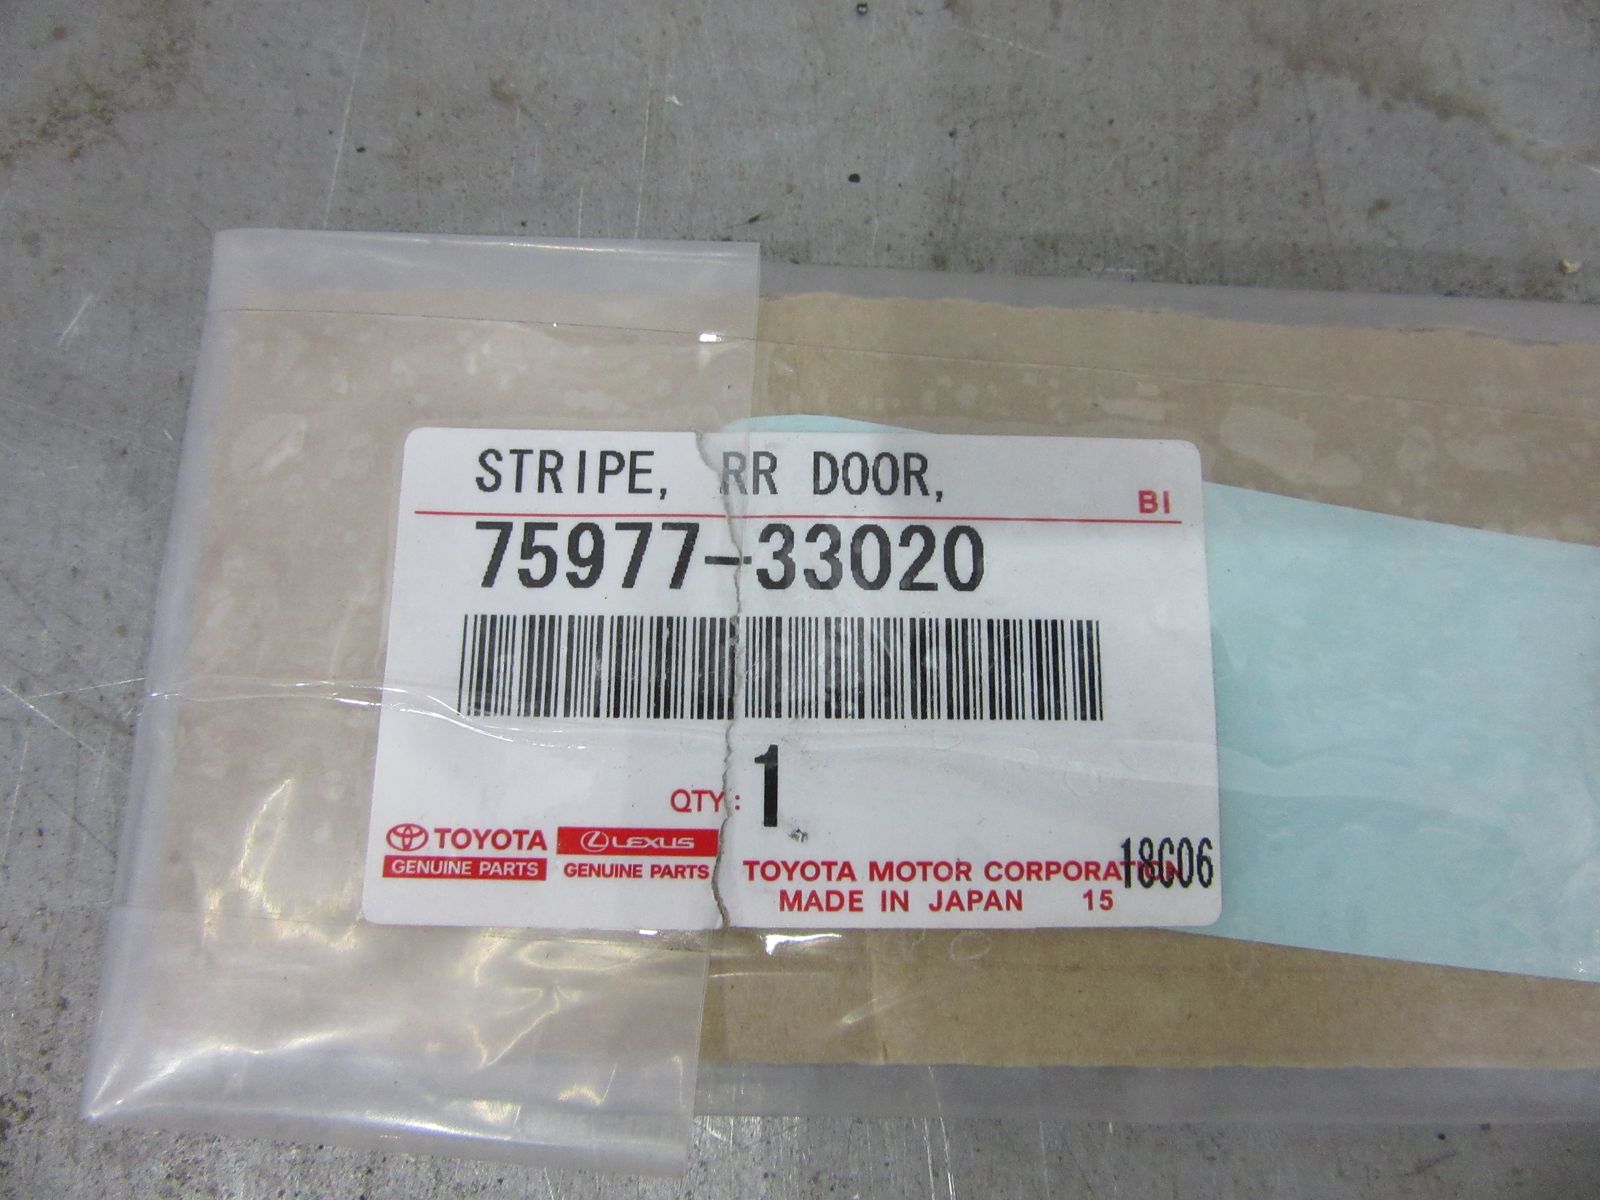 STRIPE, RR DOOR,
BI
75977-33020
QTY: 1
TOYOTA LEXUS
GENUINE PARTS GENUINE PARTS
18C06
TOYOTA MOTOR CORPORATION
MADE IN JAPAN 15